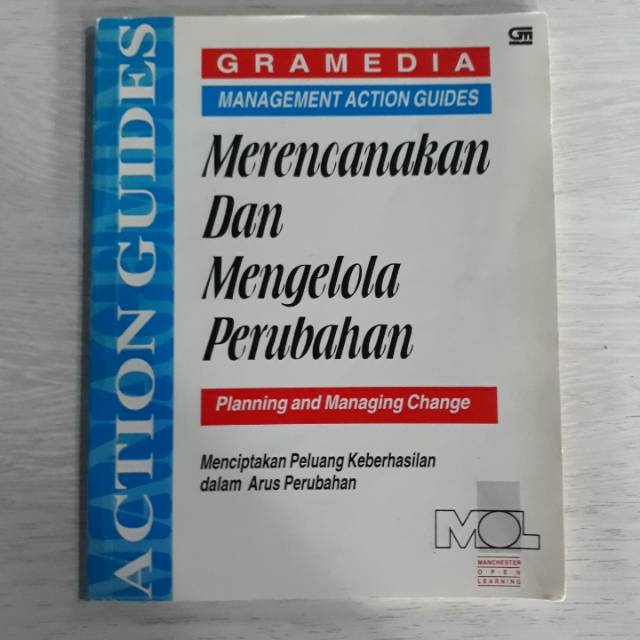 ACTION GUIDES
GM
GRAMEDIA
MANAGEMENT ACTION GUIDES
Merencanakan
Dan
Mengelola
Perubahan
Planning and Managing Change
Menciptakan Peluang Keberhasilan
dalam Arus Perubahan
MOL
MANCHESTER
OPEN
LEARNING